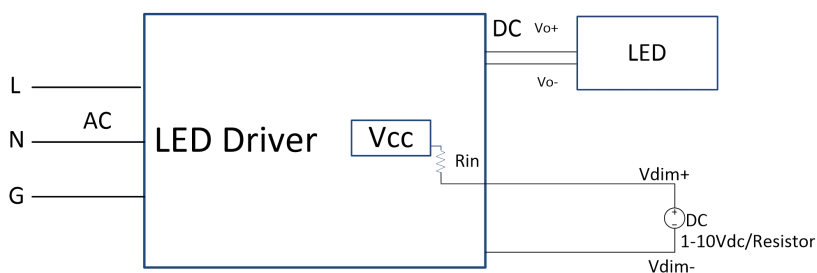 DC
Vo+
LED
Vo-
L
AC
N
LED Driver
Vcc
Rin
G
Vdim+
+
-
DC
1-10Vdc/Resistor
Vdim-